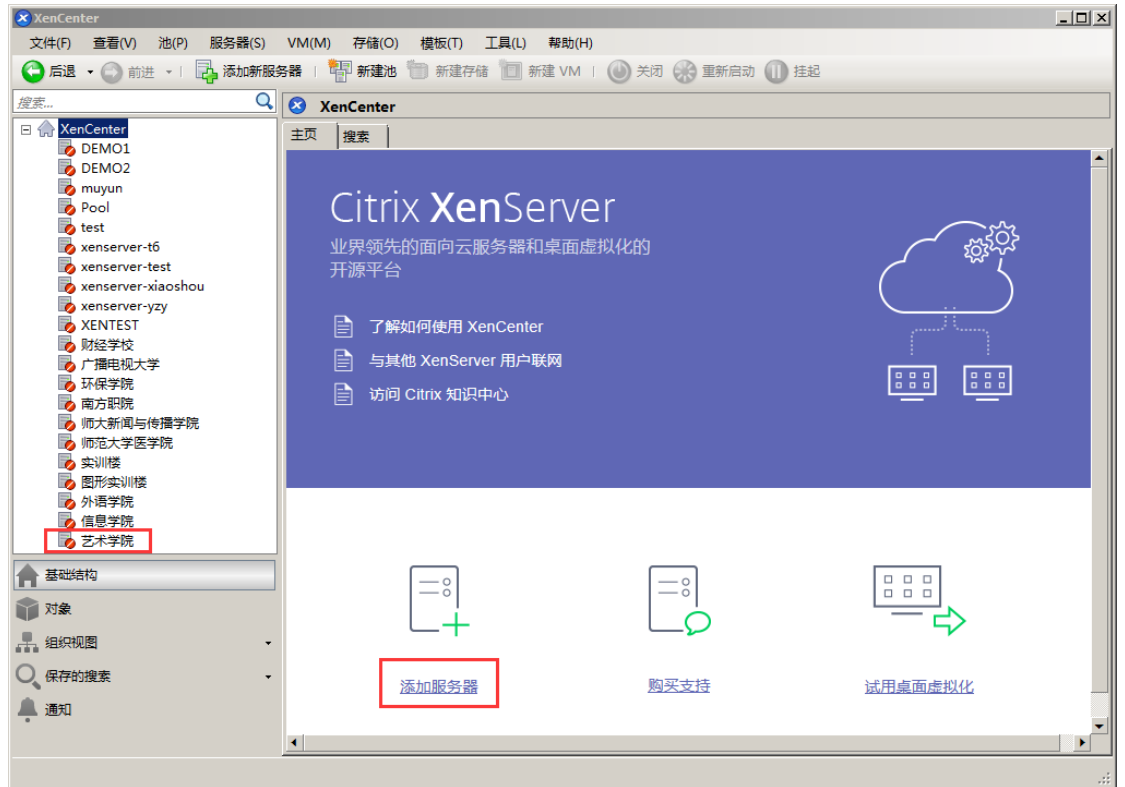 XenCenter
文件(F) 查看(V) 池(P) 服务器(S) VM(M) 存储(O) 模板(T) 工具(L) 帮助(H)
后退 前进 添加新服务器 新建池 新建存储 新建 VM 关闭 重新启动 挂起
搜索...
XenCenter
DEMO1
DEMO2
muyun
Pool
test
xenserver-t6
xenserver-test
xenserver-xiaoshou
xenserver-yzy
XENTEST
财经学校
广播电视大学
环保学院
南方职院
师大新闻与传播学院
师范大学医学院
实训楼
图形实训楼
外语学院
信息学院
艺术学院
基础结构
对象
组织视图
保存的搜索
通知
XenCenter
主页 搜索
Citrix XenServer
业界领先的面向云服务器和桌面虚拟化的
开源平台
了解如何使用 XenCenter
与其他 XenServer 用户联网
访问 Citrix 知识中心
添加服务器 购买支持 试用桌面虚拟化